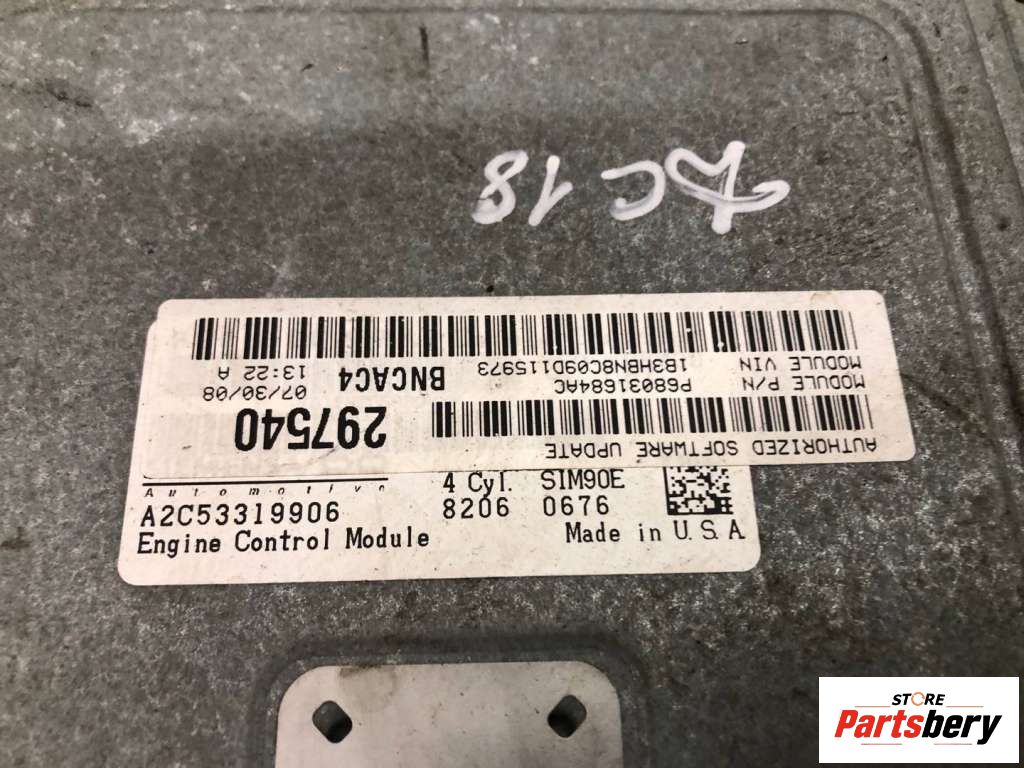 AC 18
AUTHORIZED SOFTWARE UPDATE
297540
MODULE P/N P68031684AC
MODULE VIN 1B3HBN8C09D115973
BNCAC4
07/30/08
13:22 A
Automotive
4 Cyl. SIM90E
A2C53319906
8206 0676
Engine Control Module
Made in U.S.A.
STORE
Partsbery